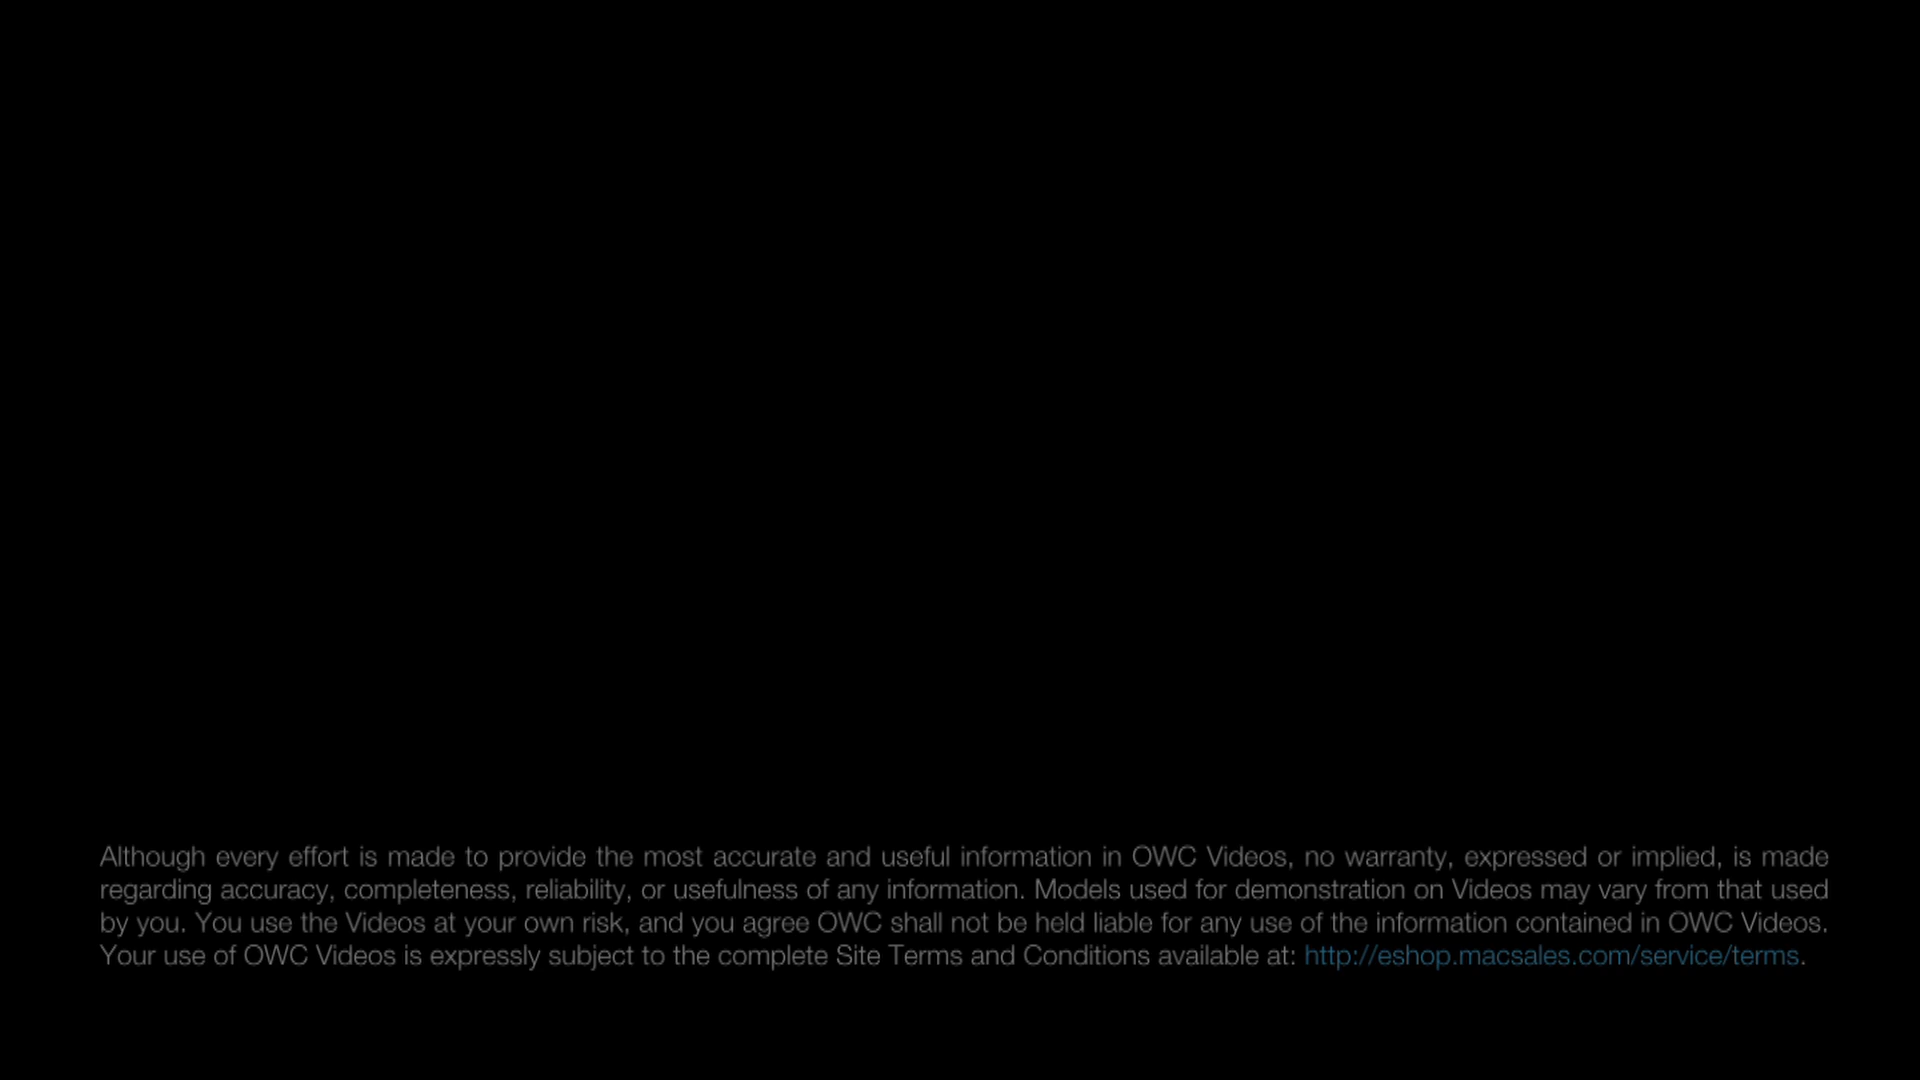 Although every effort is made to provide the most accurate and useful information in OWC Videos, no warranty, expressed or implied, is made
regarding accuracy, completeness, reliability, or usefulness of any information. Models used for demonstration on Videos may vary from that used
by you. You use the Videos at your own risk, and you agree OWC shall not be held liable for any use of the information contained in OWC Videos.
Your use of OWC Videos is expressly subject to the complete Site Terms and Conditions available at: http://eshop.macsales.com/service/terms.